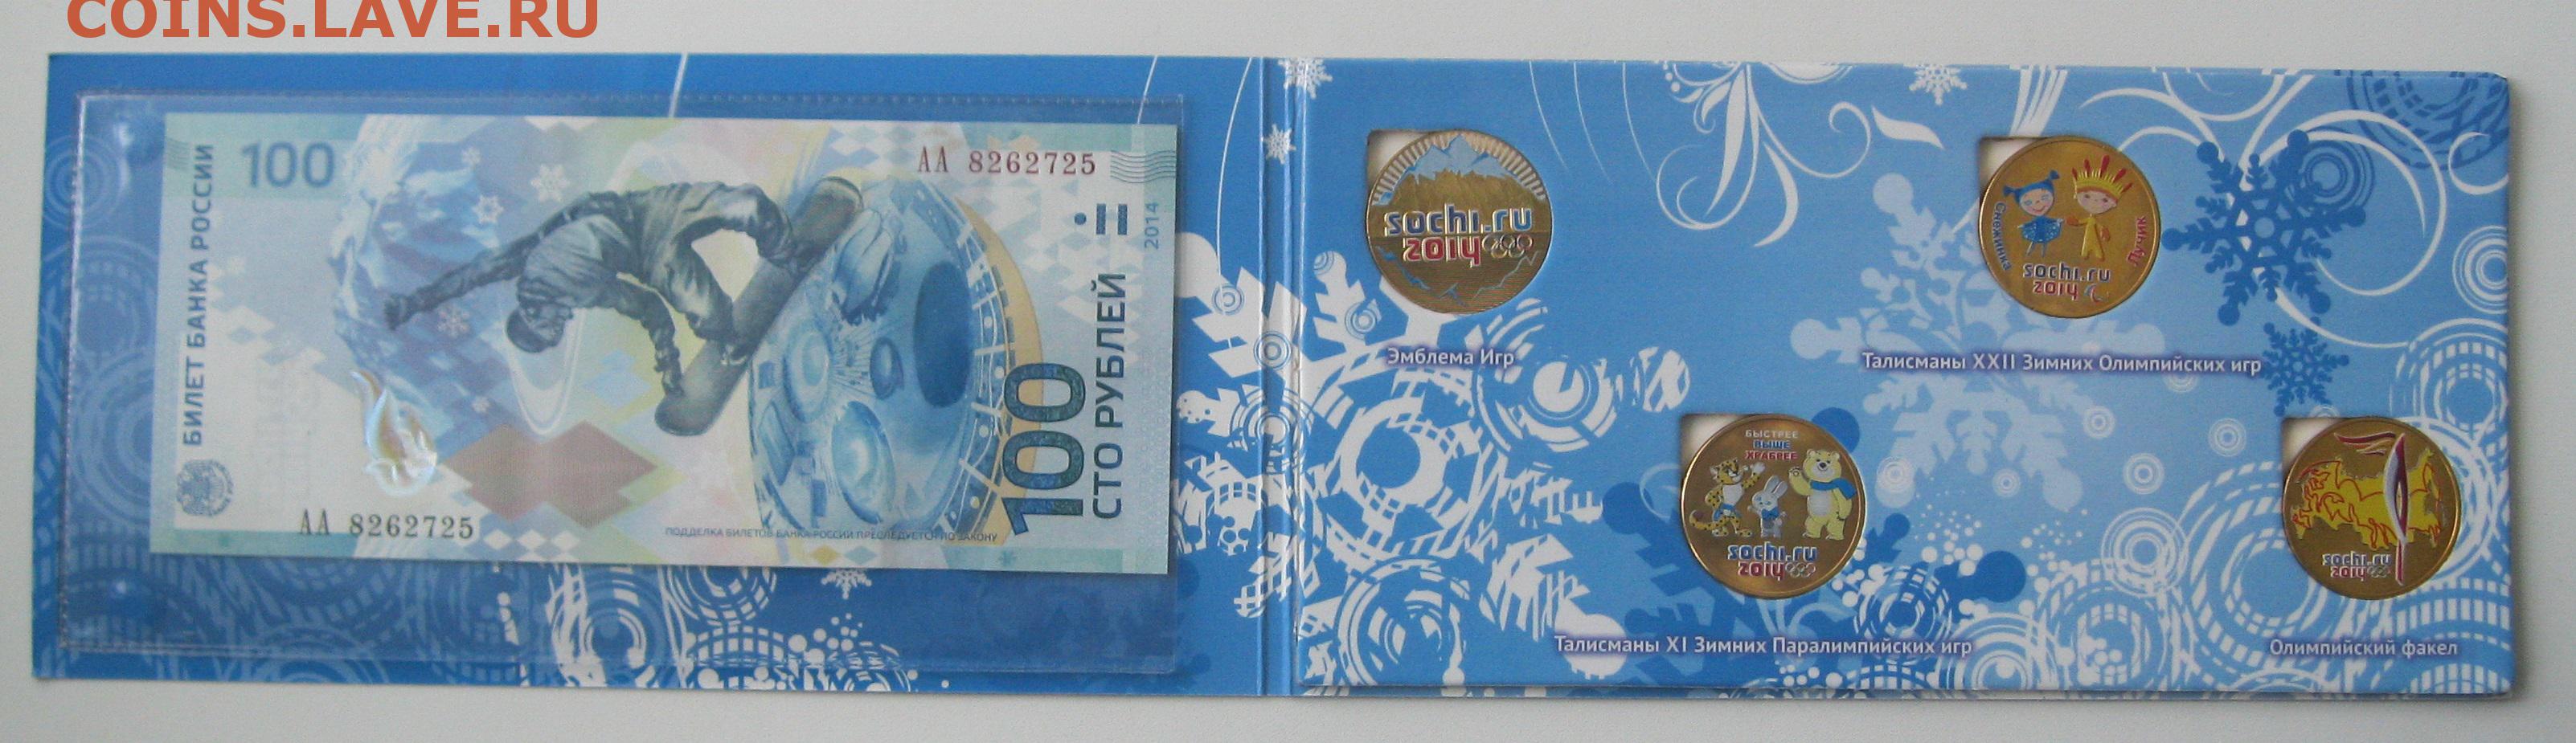 COINS.LAVE.RU
БИЛЕТ БАНКА РОССИИ
100
АА 8262725
2014
100
СТО РУБЛЕЙ
АА 8262725
ПОДДЕЛКА БИЛЕТОВ БАНКА РОССИИ ПРЕСЛЕДУЕТСЯ ПО ЗАКОНУ
sochi.ru
2014
Эмблема Игр
Снежинка
Лучик
sochi.ru
2014
Талисманы XXII Зимних Олимпийских игр
БЫСТРЕЕ
ВЫШЕ
ХРАБРЕЕ
sochi.ru
2014
Талисманы XI Зимних Паралимпийских игр
sochi.ru
2014
Олимпийский факел